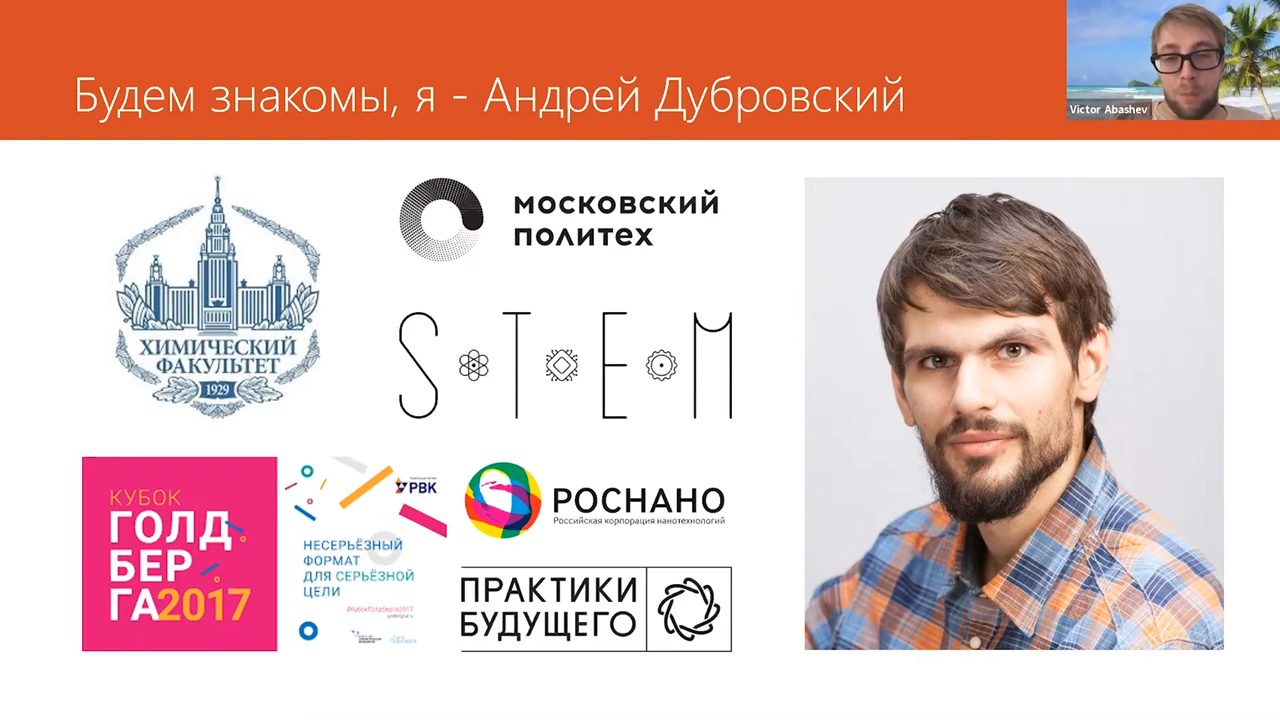 Будем знакомы, я - Андрей Дубровский
Victor Abashev
ХИМИЧЕСКИЙ
ФАКУЛЬТЕТ
1929
МОСКОВСКИЙ
ПОЛИТЕХ
S T E M
КУБОК
ГОЛД
БЕР
ГА2017
РВК
НЕСЕРЬЁЗНЫЙ
ФОРМАТ
ДЛЯ СЕРЬЁЗНОЙ
ЦЕЛИ
#КубокГолдберга2017
РОСНАНО
Российская корпорация нанотехнологий
ПРАКТИКИ
БУДУЩЕГО